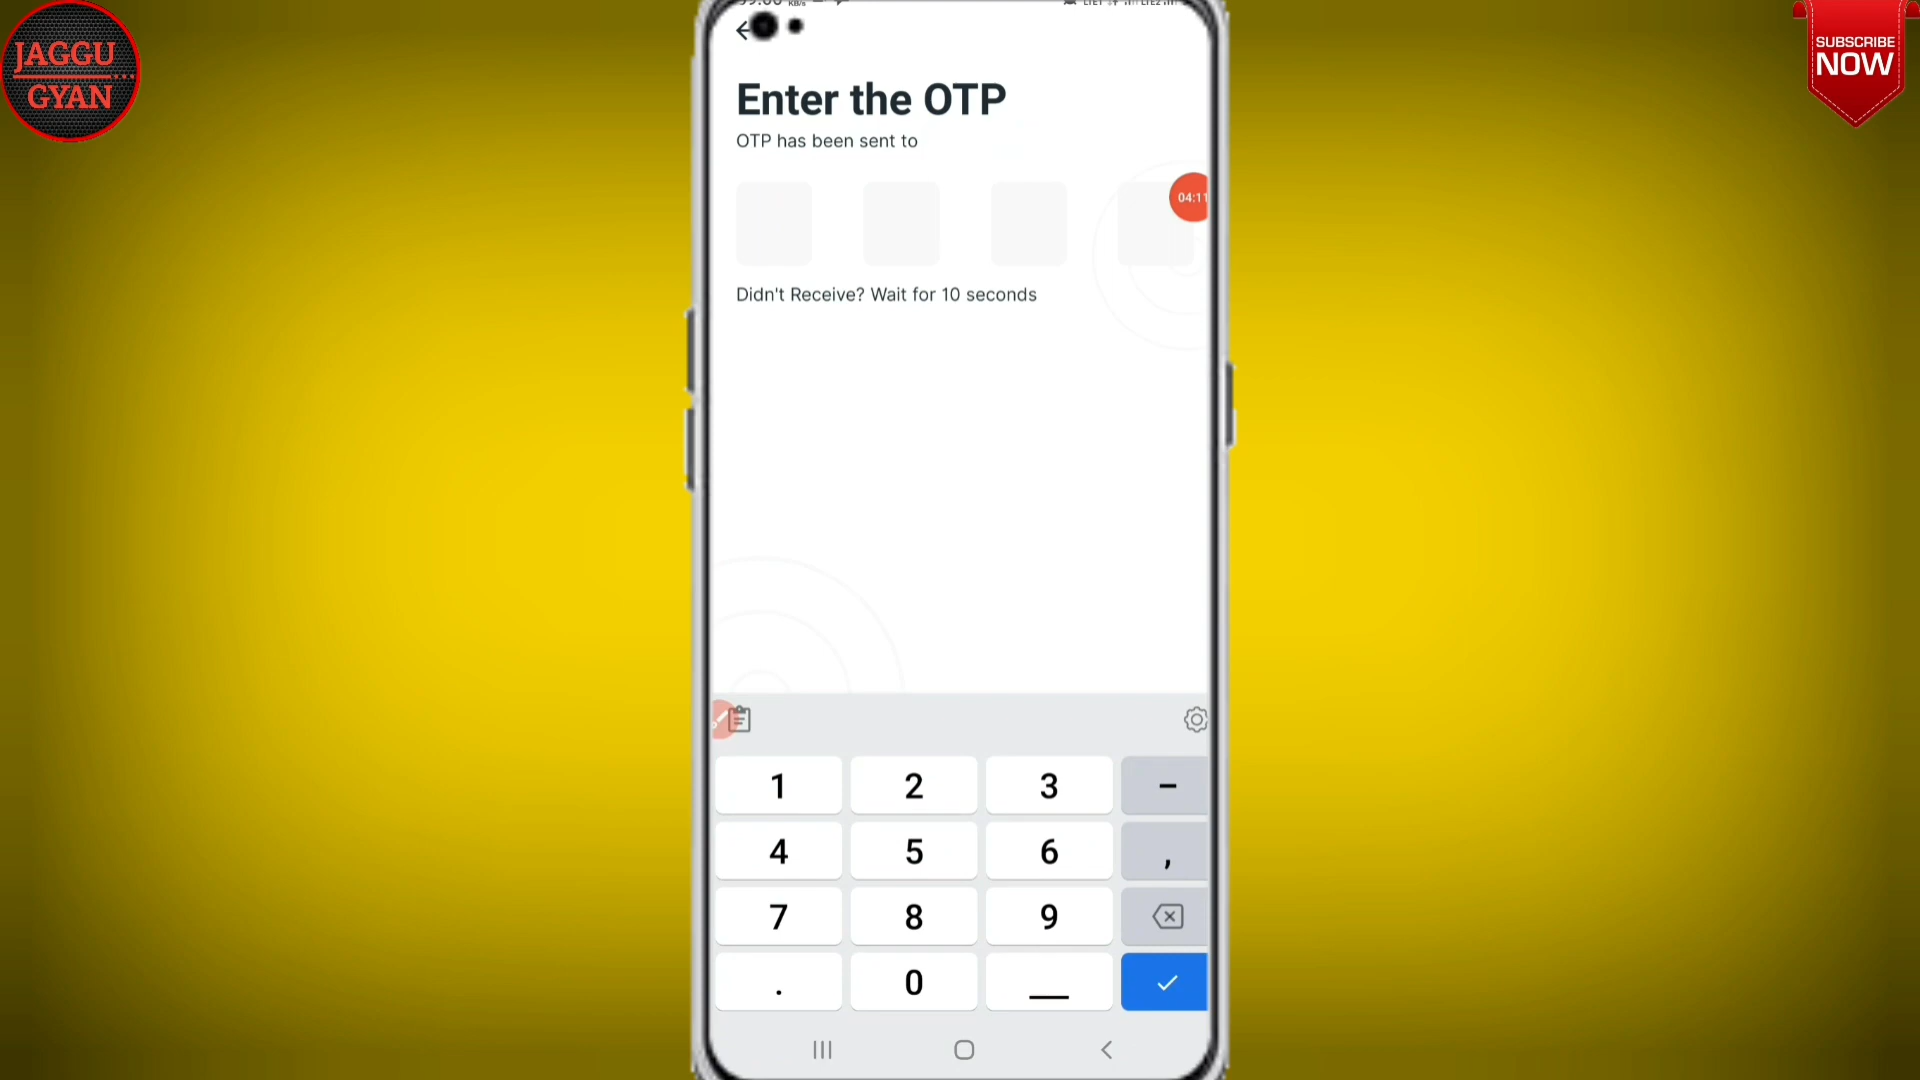 JAGGU
GYAN
SUBSCRIBE
NOW
Enter the OTP
OTP has been sent to
04:11
Didn't Receive? Wait for 10 seconds
1 2 3 –
4 5 6 ,
7 8 9
. 0